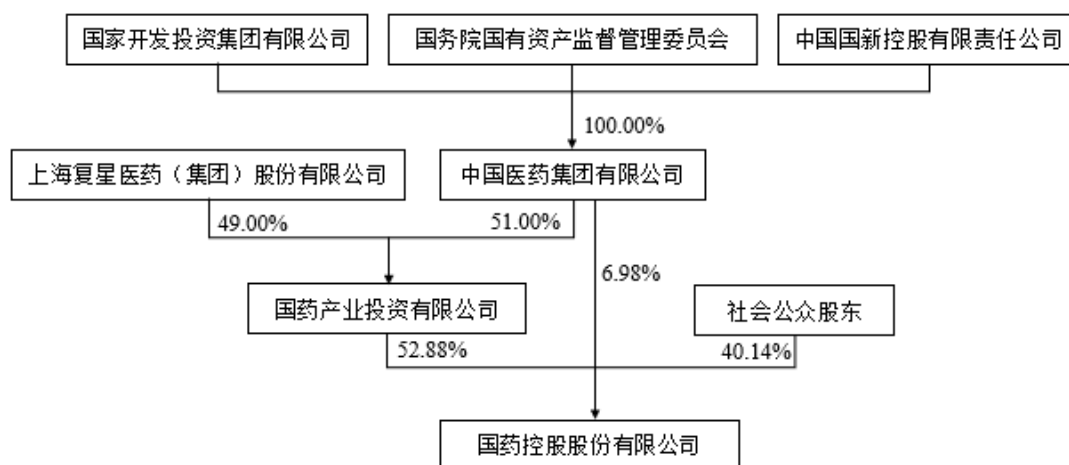 国家开发投资集团有限公司
国务院国有资产监督管理委员会
中国国新控股有限责任公司
100.00%
上海复星医药（集团）股份有限公司
中国医药集团有限公司
49.00%
51.00%
6.98%
国药产业投资有限公司
社会公众股东
52.88%
40.14%
国药控股股份有限公司